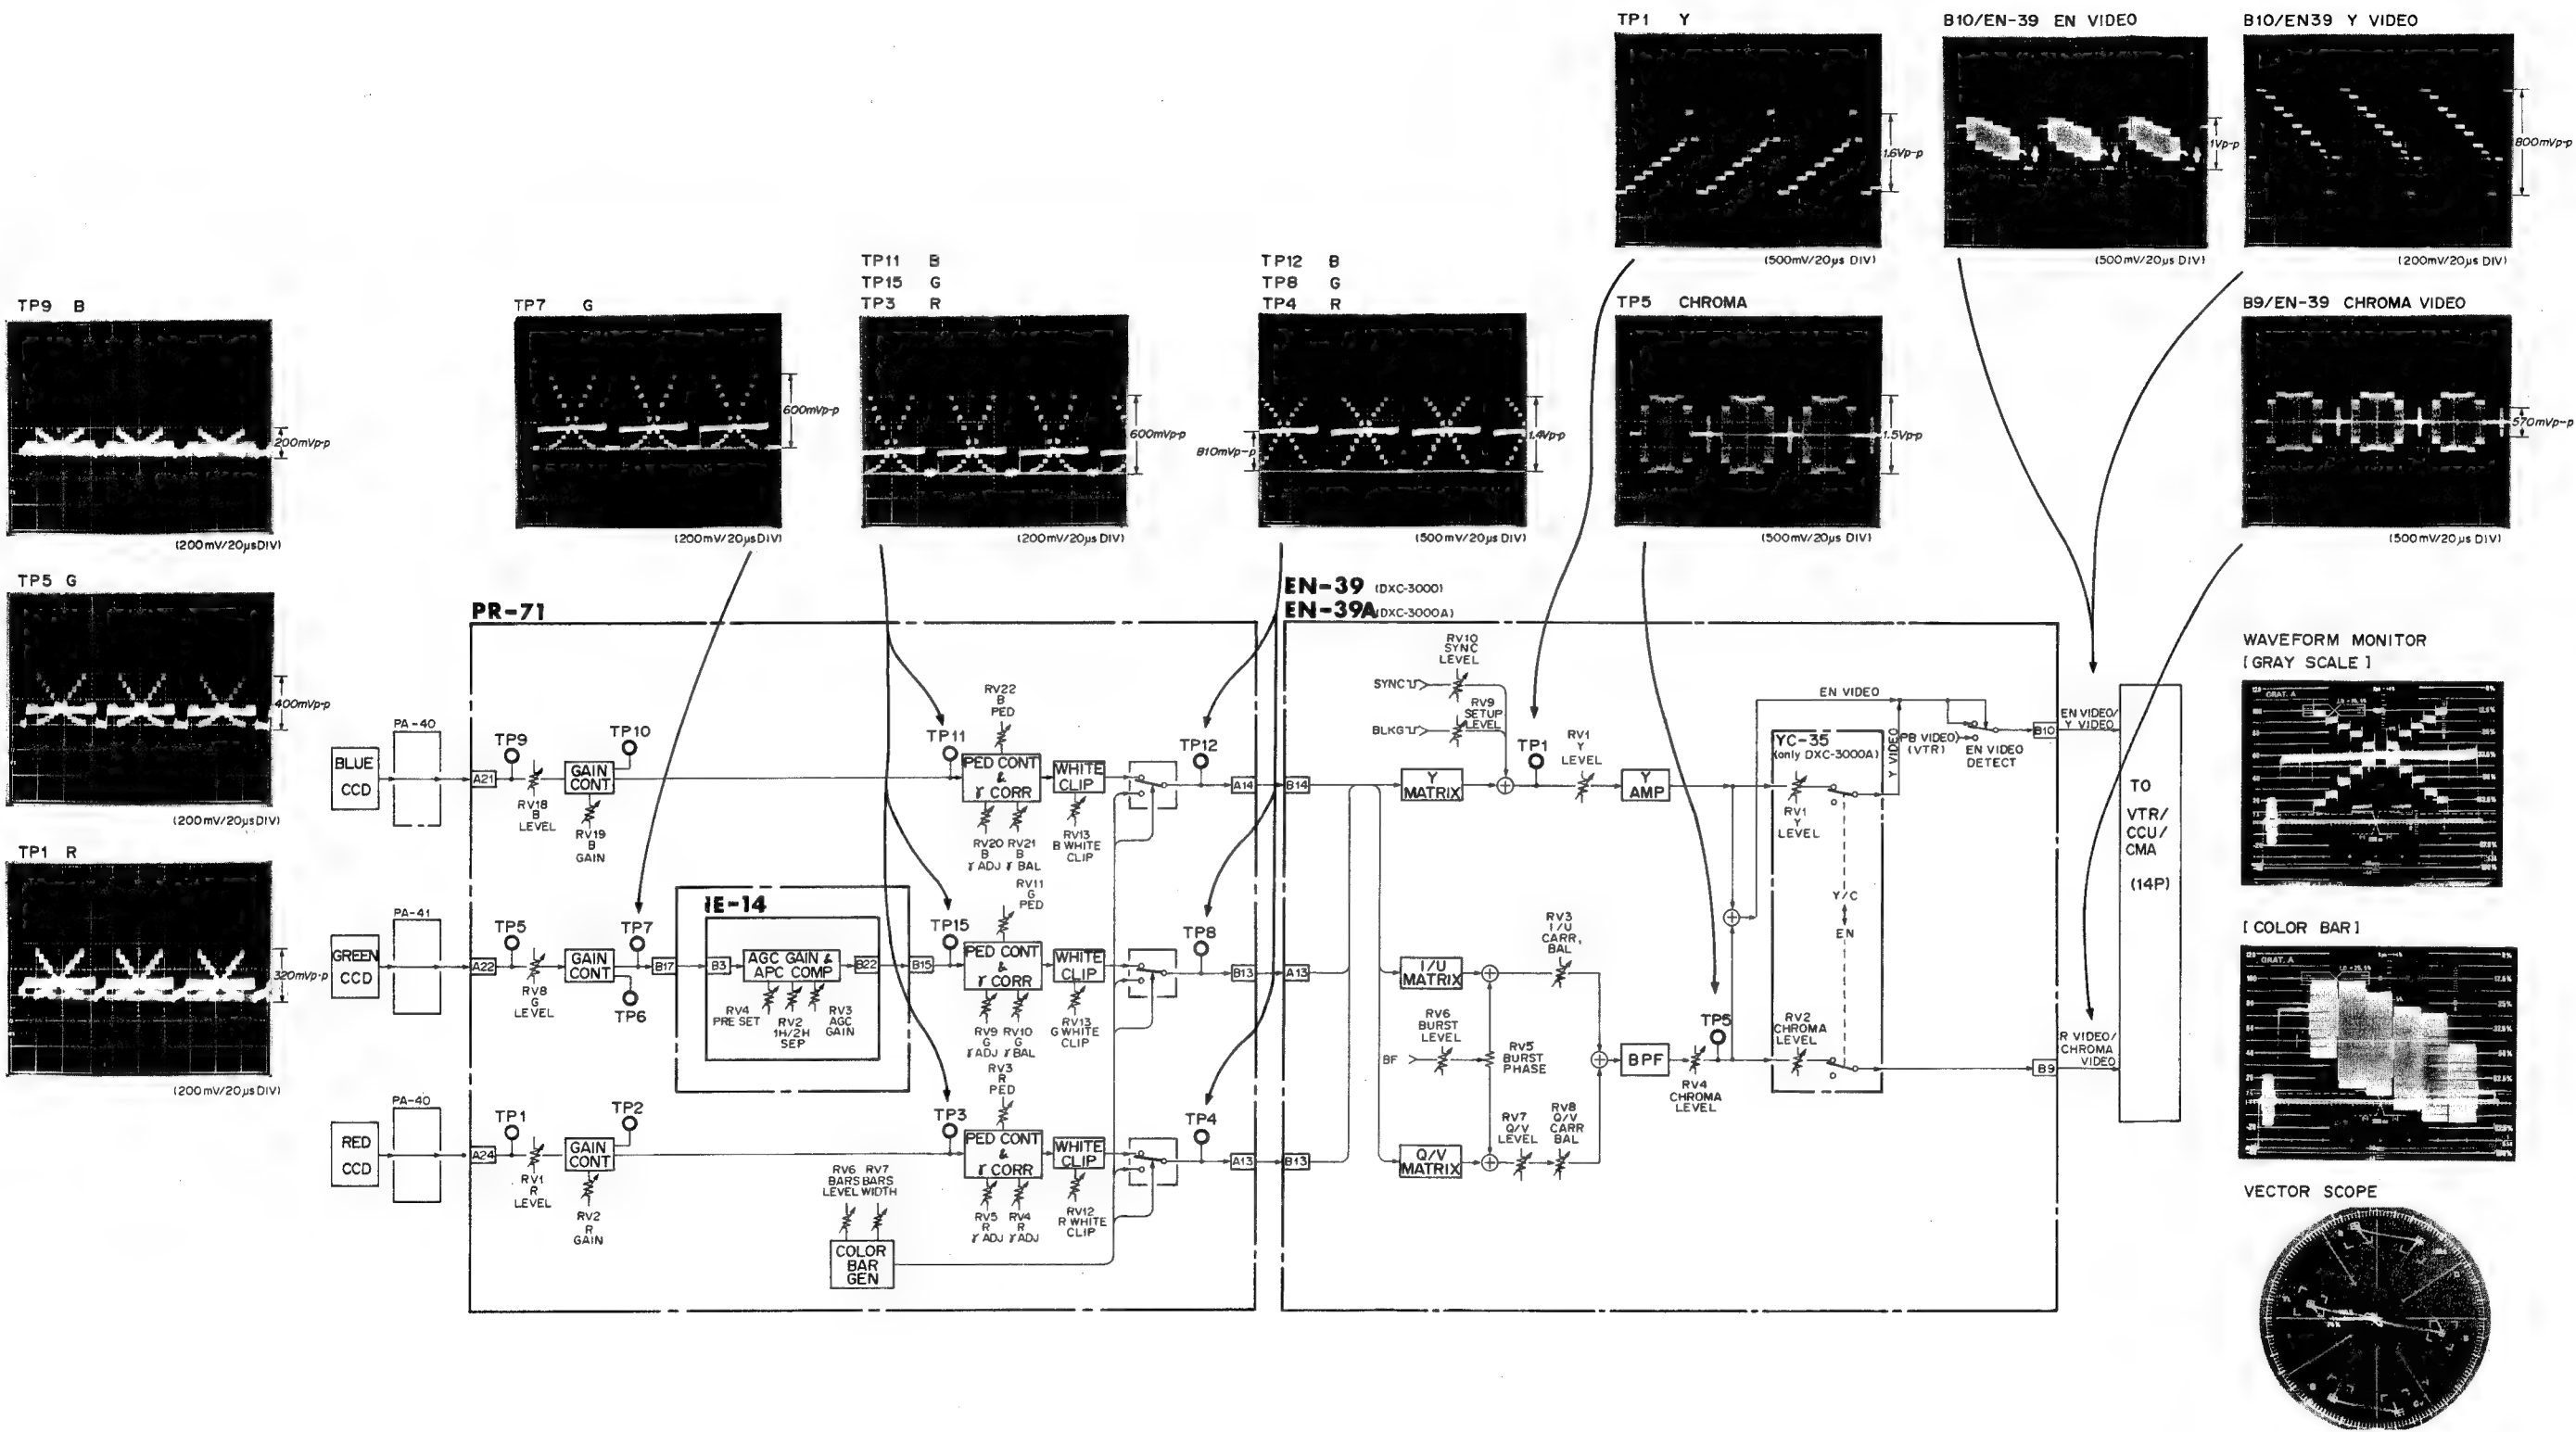 TP1 Y
1.6Vp-p
(500mV/20µs DIV)
B10/EN-39 EN VIDEO
1Vp-p
(500mV/20µs DIV)
B10/EN39 Y VIDEO
800mVp-p
(200mV/20µs DIV)
TP9 B
200mVp-p
(200mV/20µsDIV)
TP7 G
600mVp-p
(200mV/20µsDIV)
TP11 B
TP15 G
TP3 R
600mVp-p
(200mV/20µs DIV)
TP12 B
TP8 G
TP4 R
810mVp-p
1.4Vp-p
(500mV/20µs DIV)
TP5 CHROMA
1.5Vp-p
(500mV/20µs DIV)
B9/EN-39 CHROMA VIDEO
570mVp-p
(500mV/20µs DIV)
TP5 G
400mVp-p
(200mV/20µsDIV)
TP1 R
320mVp-p
(200mV/20µsDIV)
PR-71
BLUE
CCD
PA-40
A21
TP9
RV18
B
LEVEL
GAIN
CONT
TP10
RV19
B
GAIN
TP11
RV22
B
PED
PED CONT
&
γ CORR
RV20 RV21
B B
γ ADJ γ BAL
WHITE
CLIP
RV13
B WHITE
CLIP
TP12
A14
GREEN
CCD
PA-41
A22
TP5
RV8
G
LEVEL
GAIN
CONT
TP7
TP6
B17
IE-14
B3
AGC GAIN &
APC COMP
RV4
PRE SET
RV2
1H/2H
SEP
RV3
AGC
GAIN
B22
B15
TP15
RV11
G
PED
PED CONT
&
γ CORR
RV9 RV10
G G
γ ADJ γ BAL
WHITE
CLIP
RV13
G WHITE
CLIP
TP8
B13
RED
CCD
PA-40
A24
TP1
RV1
R
LEVEL
GAIN
CONT
TP2
RV2
R
GAIN
TP3
RV3
R
PED
PED CONT
&
γ CORR
RV5 RV4
R R
γ ADJ γ ADJ
WHITE
CLIP
RV12
R WHITE
CLIP
TP4
A13
RV6 RV7
BARS BARS
LEVEL WIDTH
COLOR
BAR
GEN
EN-39 (DXC-3000)
EN-39A (DXC-3000A)
B14
A13
B13
RV10
SYNC
LEVEL
SYNC
RV9
SETUP
LEVEL
BLKG
Y
MATRIX
TP1
RV1
Y
LEVEL
Y
AMP
I/U
MATRIX
RV3
I/U
CARR,
BAL
RV6
BURST
LEVEL
BF
RV5
BURST
PHASE
Q/V
MATRIX
RV7
Q/V
LEVEL
RV8
Q/V
CARR
BAL
BPF
RV4
CHROMA
LEVEL
TP5
YC-35
(only DXC-3000A)
RV1
Y
LEVEL
Y/C
EN
RV2
CHROMA
LEVEL
EN VIDEO
Y VIDEO
(PB VIDEO)
(VTR)
EN VIDEO
DETECT
B10
EN VIDEO/
Y VIDEO
B9
R VIDEO/
CHROMA
VIDEO
TO
VTR/
CCU/
CMA
(14P)
WAVEFORM MONITOR
[GRAY SCALE]
GRAT. A
[COLOR BAR]
GRAT. A
VECTOR SCOPE